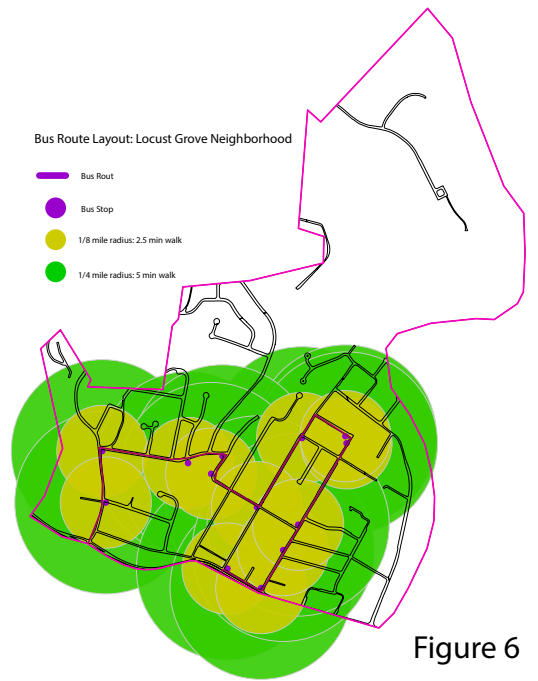 Bus Route Layout: Locust Grove Neighborhood
Bus Rout
Bus Stop
1/8 mile radius: 2.5 min walk
1/4 mile radius: 5 min walk
Figure 6